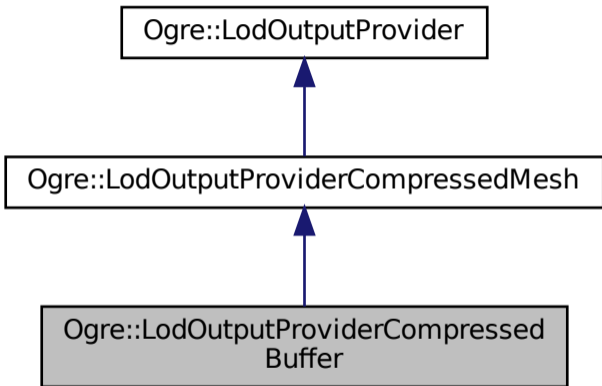 Ogre::LodOutputProvider
Ogre::LodOutputProviderCompressedMesh
Ogre::LodOutputProviderCompressed
Buffer